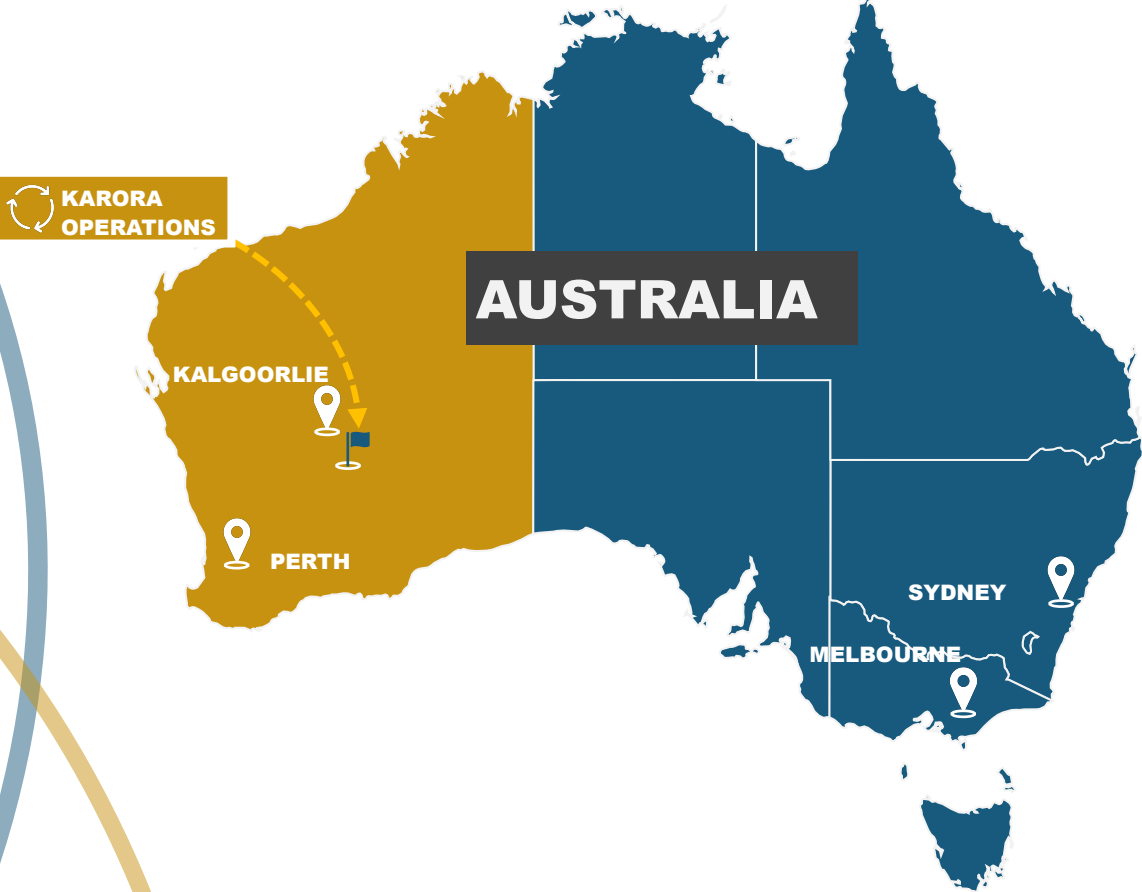 KARORA
OPERATIONS
AUSTRALIA
KALGOORLIE
PERTH
SYDNEY
MELBOURNE